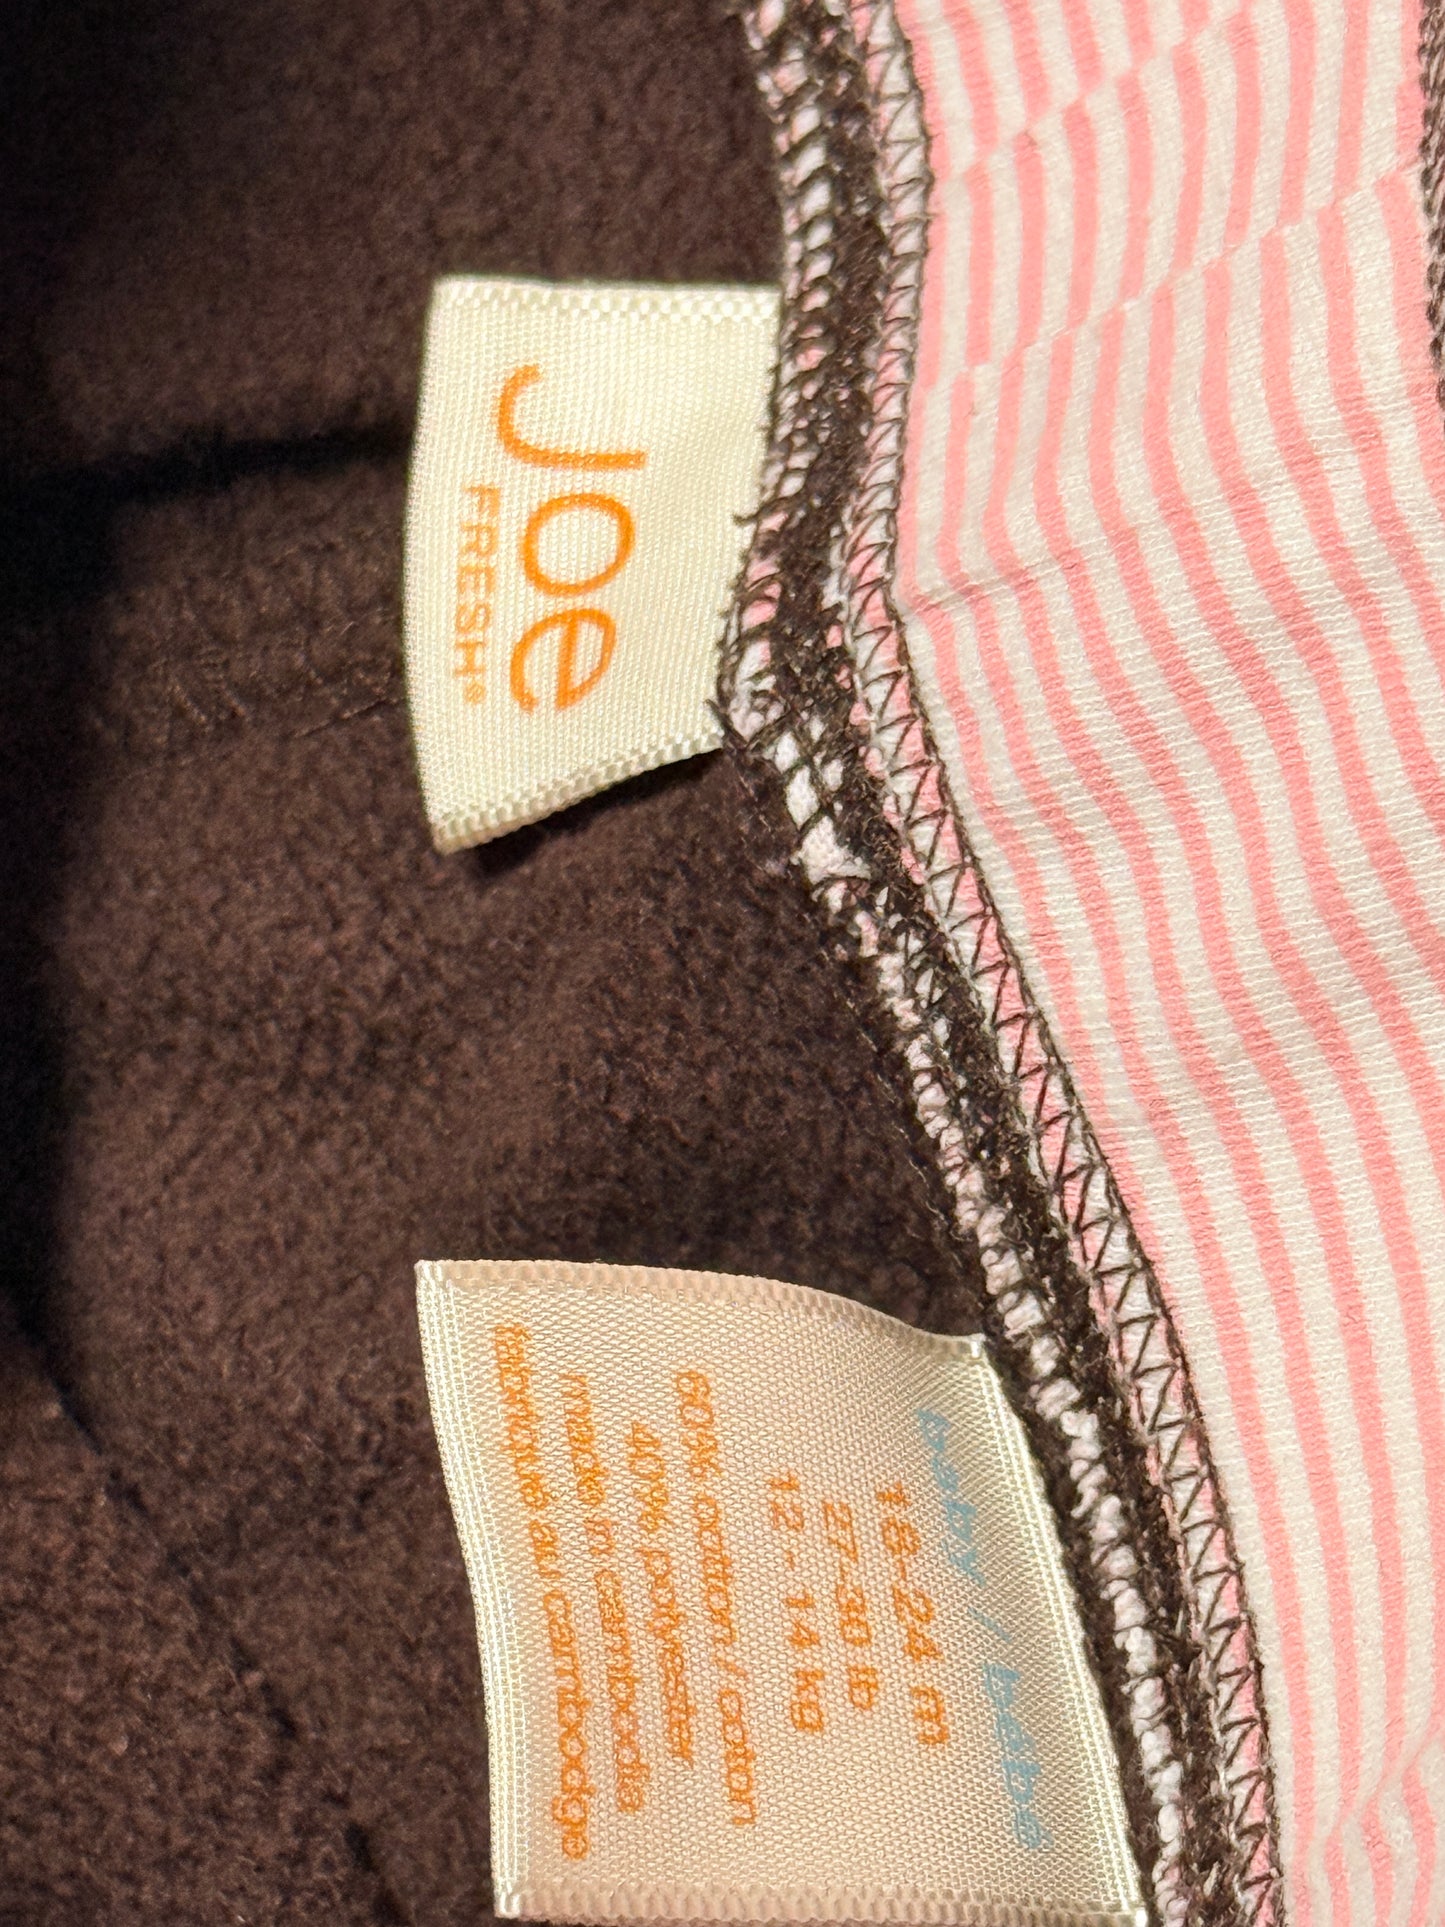 Joe
FRESH®
baby / bébé
18-24 m
27-30 lb
12-14 kg
60% cotton / coton
40% polyester
made in cambodia
fabriqué au cambodge